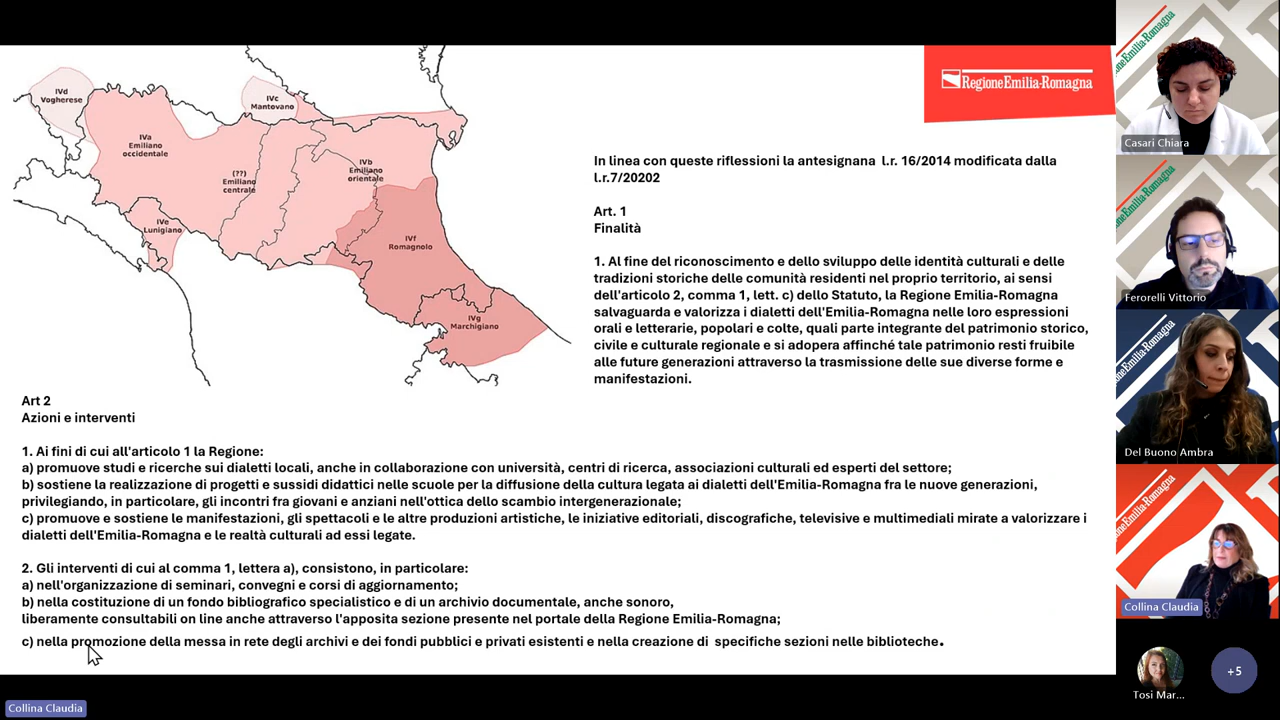 IVd
Vogherese
IVc
Mantovano
IVa
Emiliano
occidentale
(??)
Emiliano
centrale
IVb
Emiliano
orientale
IVe
Lunigiano
IVf
Romagnolo
IVg
Marchigiano
RegioneEmilia-Romagna
In linea con queste riflessioni la antesignana l.r. 16/2014 modificata dalla
l.r.7/20202
Art. 1
Finalità
1. Al fine del riconoscimento e dello sviluppo delle identità culturali e delle
tradizioni storiche delle comunità residenti nel proprio territorio, ai sensi
dell'articolo 2, comma 1, lett. c) dello Statuto, la Regione Emilia-Romagna
salvaguarda e valorizza i dialetti dell'Emilia-Romagna nelle loro espressioni
orali e letterarie, popolari e colte, quali parte integrante del patrimonio storico,
civile e culturale regionale e si adopera affinché tale patrimonio resti fruibile
alle future generazioni attraverso la trasmissione delle sue diverse forme e
manifestazioni.
Art 2
Azioni e interventi
1. Ai fini di cui all'articolo 1 la Regione:
a) promuove studi e ricerche sui dialetti locali, anche in collaborazione con università, centri di ricerca, associazioni culturali ed esperti del settore;
b) sostiene la realizzazione di progetti e sussidi didattici nelle scuole per la diffusione della cultura legata ai dialetti dell'Emilia-Romagna fra le nuove generazioni,
privilegiando, in particolare, gli incontri fra giovani e anziani nell'ottica dello scambio intergenerazionale;
c) promuove e sostiene le manifestazioni, gli spettacoli e le altre produzioni artistiche, le iniziative editoriali, discografiche, televisive e multimediali mirate a valorizzare i
dialetti dell'Emilia-Romagna e le realtà culturali ad essi legate.
2. Gli interventi di cui al comma 1, lettera a), consistono, in particolare:
a) nell'organizzazione di seminari, convegni e corsi di aggiornamento;
b) nella costituzione di un fondo bibliografico specialistico e di un archivio documentale, anche sonoro,
liberamente consultabili on line anche attraverso l'apposita sezione presente nel portale della Regione Emilia-Romagna;
c) nella promozione della messa in rete degli archivi e dei fondi pubblici e privati esistenti e nella creazione di specifiche sezioni nelle biblioteche.
Collina Claudia
RegioneEmilia-Romagna
Casari Chiara
RegioneEmilia-Romagna
Ferorelli Vittorio
RegioneEmilia-Romagna
Del Buono Ambra
RegioneEmilia-Romagna
Collina Claudia
Tosi Mar...
+5